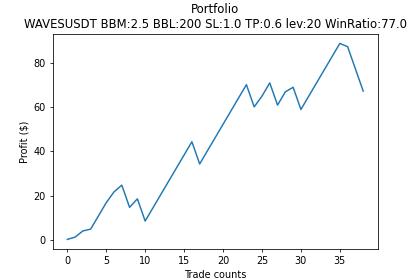 Portfolio
WAVESUSDT BBM:2.5 BBL:200 SL:1.0 TP:0.6 lev:20 WinRatio:77.0
80
60
40
20
0
Profit ($)
0 5 10 15 20 25 30 35
Trade counts